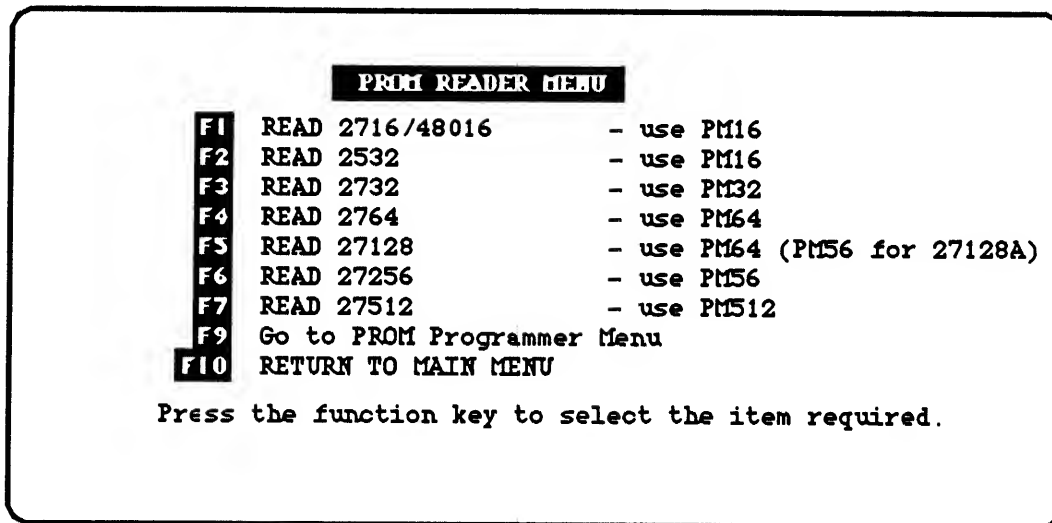 PROM READER MENU
F1 READ 2716/48016 - use PM16
F2 READ 2532 - use PM16
F3 READ 2732 - use PM32
F4 READ 2764 - use PM64
F5 READ 27128 - use PM64 (PM56 for 27128A)
F6 READ 27256 - use PM56
F7 READ 27512 - use PM512
F9 Go to PROM Programmer Menu
F10 RETURN TO MAIN MENU
Press the function key to select the item required.